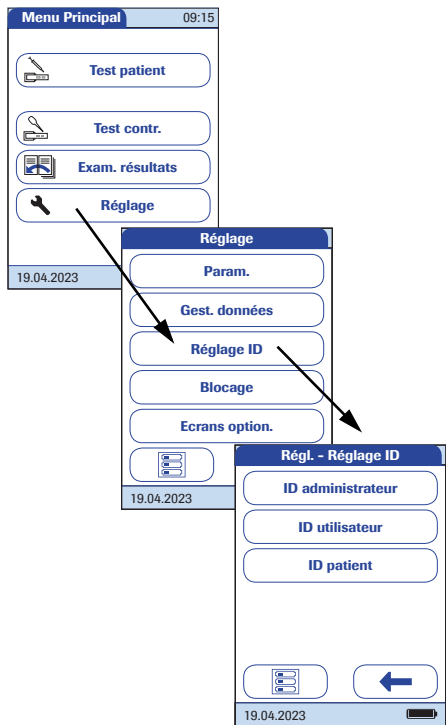 Menu Principal 09:15
Test patient
Test contr.
Exam. résultats
Réglage
19.04.2023
Réglage
Param.
Gest. données
Réglage ID
Blocage
Ecrans option.
19.04.2023
Régl. - Réglage ID
ID administrateur
ID utilisateur
ID patient
19.04.2023